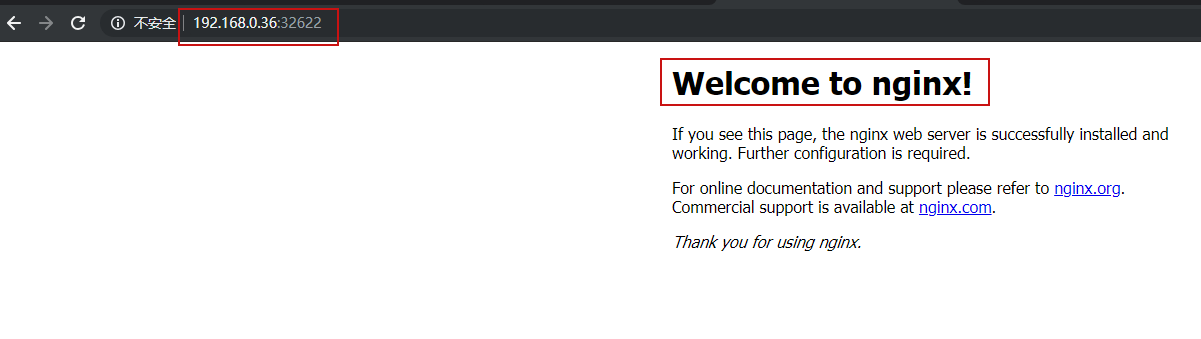 不安全 192.168.0.36:32622
Welcome to nginx!
If you see this page, the nginx web server is successfully installed and
working. Further configuration is required.
For online documentation and support please refer to nginx.org.
Commercial support is available at nginx.com.
Thank you for using nginx.